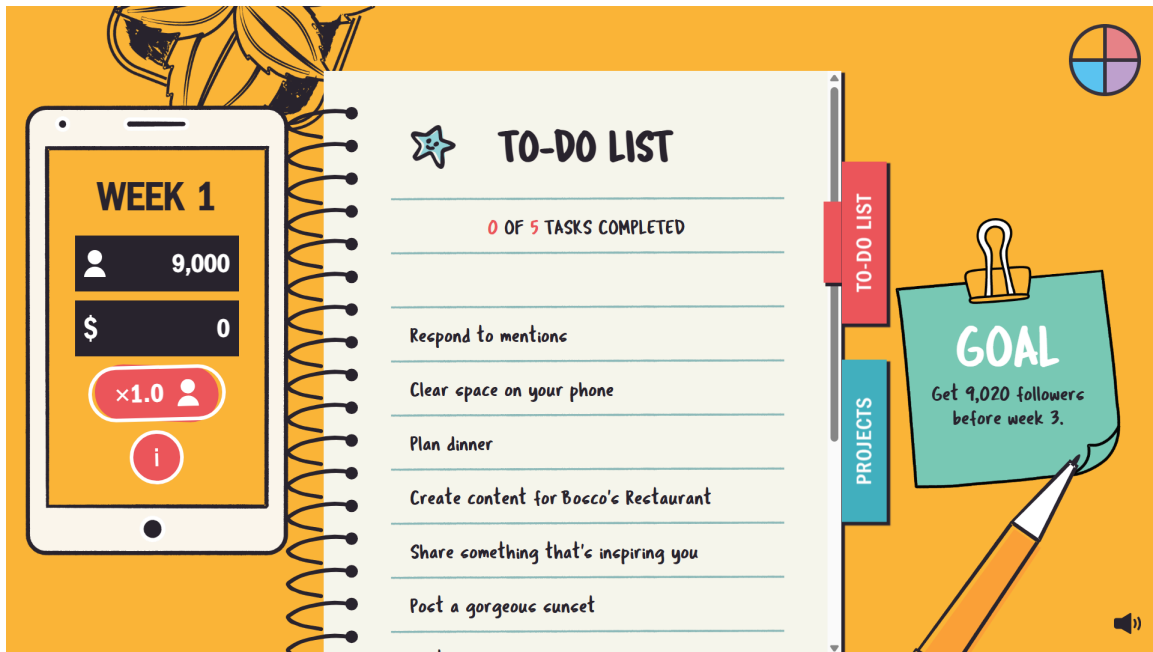 WEEK 1
9,000
$ 0
×1.0
i
TO-DO LIST
0 OF 5 TASKS COMPLETED
Respond to mentions
Clear space on your phone
Plan dinner
Create content for Bosco's Restaurant
Share something that's inspiring you
Post a gorgeous sunset
TO-DO LIST
PROJECTS
GOAL
Get 9,020 followers
before week 3.